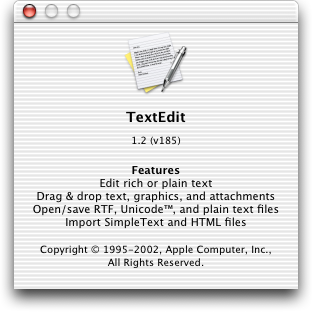 TextEdit
1.2 (v185)
Features
Edit rich or plain text
Drag & drop text, graphics, and attachments
Open/save RTF, Unicode™, and plain text files
Import SimpleText and HTML files
Copyright © 1995-2002, Apple Computer, Inc.,
All Rights Reserved.